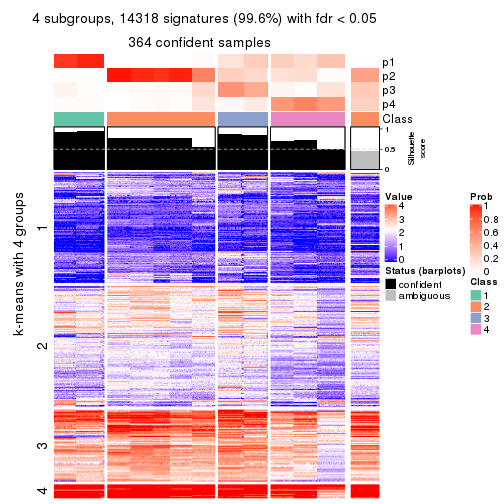 4 subgroups, 14318 signatures (99.6%) with fdr < 0.05
364 confident samples
p1
p2
p3
p4
Class
1
0.5
0
Silhouette
score
k-means with 4 groups
1
2
3
4
Value
4
3
2
1
0
Status (barplots)
confident
ambiguous
Prob
1
0.8
0.6
0.4
0.2
0
Class
1
2
3
4